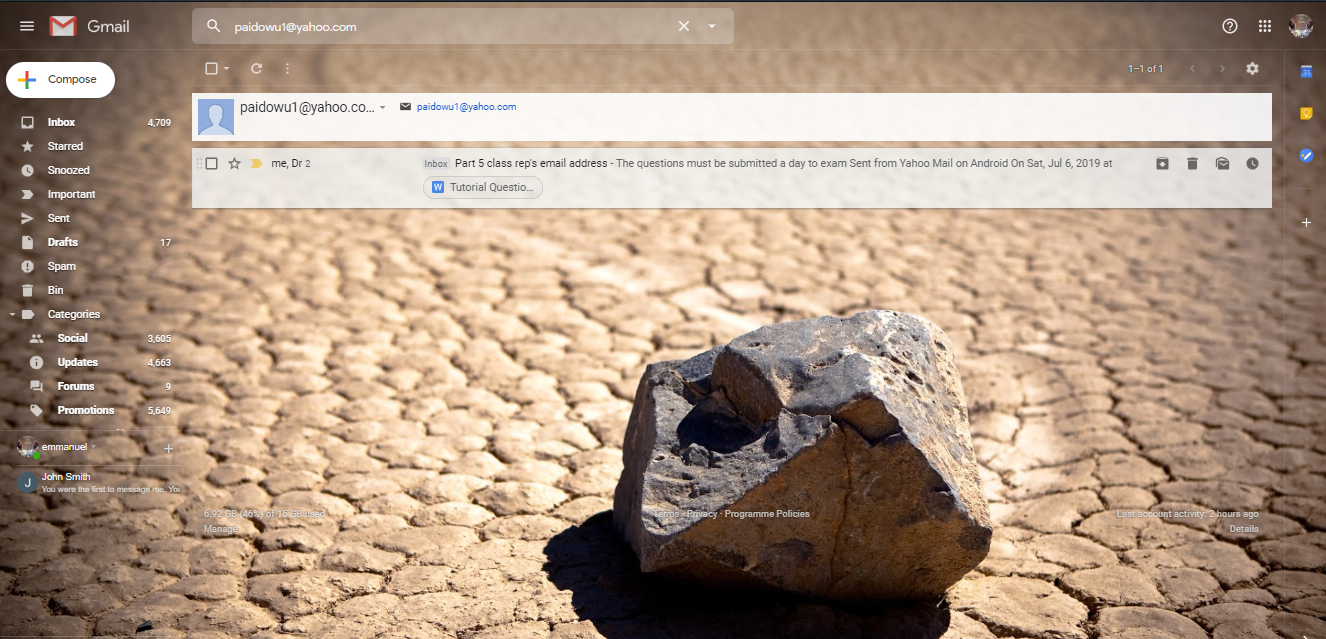 Gmail
paidowu1@yahoo.com
Compose
1–1 of 1
31
Inbox 4,709
Starred
Snoozed
Important
Sent
Drafts 17
Spam
Bin
Categories
Social 3,605
Updates 4,663
Forums 9
Promotions 5,649
emmanuel
J John Smith
You were the first to message me. You
paidowu1@yahoo.co... paidowu1@yahoo.com
me, Dr 2 Inbox Part 5 class rep's email address - The questions must be submitted a day to exam Sent from Yahoo Mail on Android On Sat, Jul 6, 2019 at
W Tutorial Questio...
6.92 GB (46%) of 15 GB used
Manage
Terms · Privacy · Programme Policies
Last account activity: 2 hours ago
Details